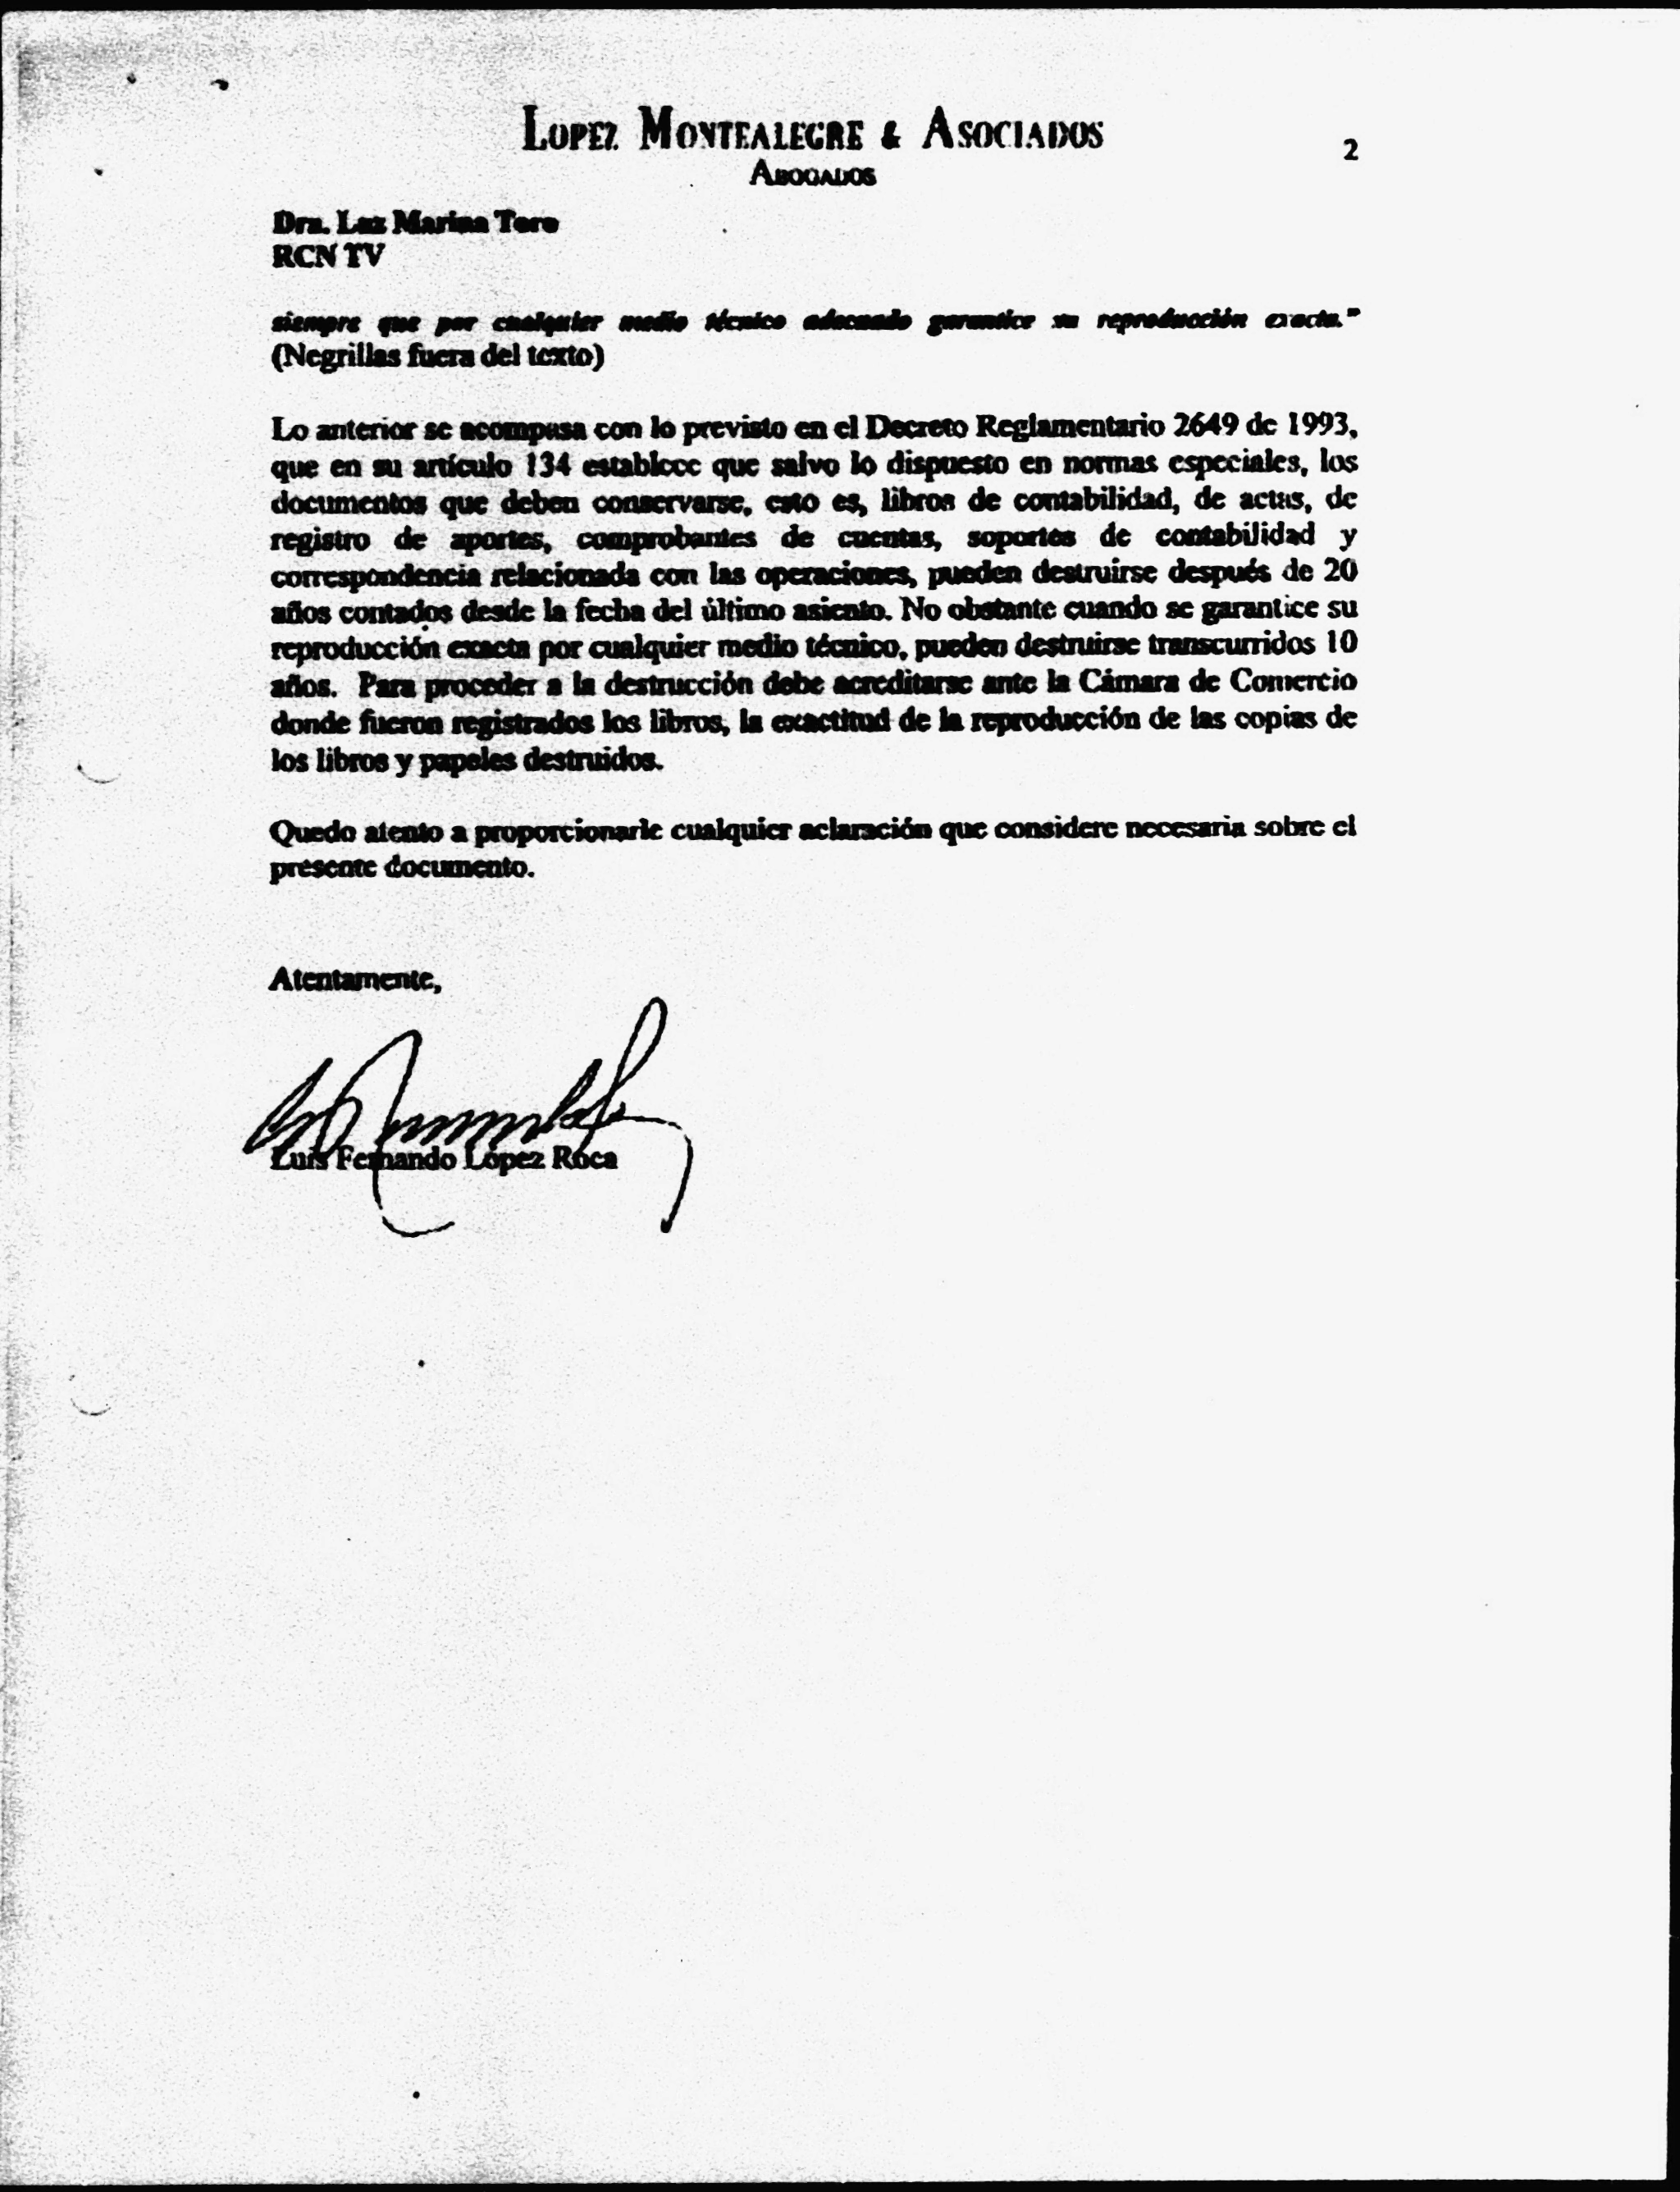 LOPEZ MONTEALEGRE & ASOCIADOS
ABOGADOS
2
Dra. Luz Marina Toro
RCN TV
siempre que por cualquier medio técnico adecuado garantice su reproducción exacta."
(Negrillas fuera del texto)
Lo anterior se acompasa con lo previsto en el Decreto Reglamentario 2649 de 1993,
que en su artículo 134 establece que salvo lo dispuesto en normas especiales, los
documentos que deben conservarse, esto es, libros de contabilidad, de actas, de
registro de aportes, comprobantes de cuentas, soportes de contabilidad y
correspondencia relacionada con las operaciones, pueden destruirse después de 20
años contados desde la fecha del último asiento. No obstante cuando se garantice su
reproducción exacta por cualquier medio técnico, pueden destruirse transcurridos 10
años. Para proceder a la destrucción debe acreditarse ante la Cámara de Comercio
donde fueron registrados los libros, la exactitud de la reproducción de las copias de
los libros y papeles destruidos.
Quedo atento a proporcionarle cualquier aclaración que considere necesaria sobre el
presente documento.
Atentamente,
Luis Fernando López Roca